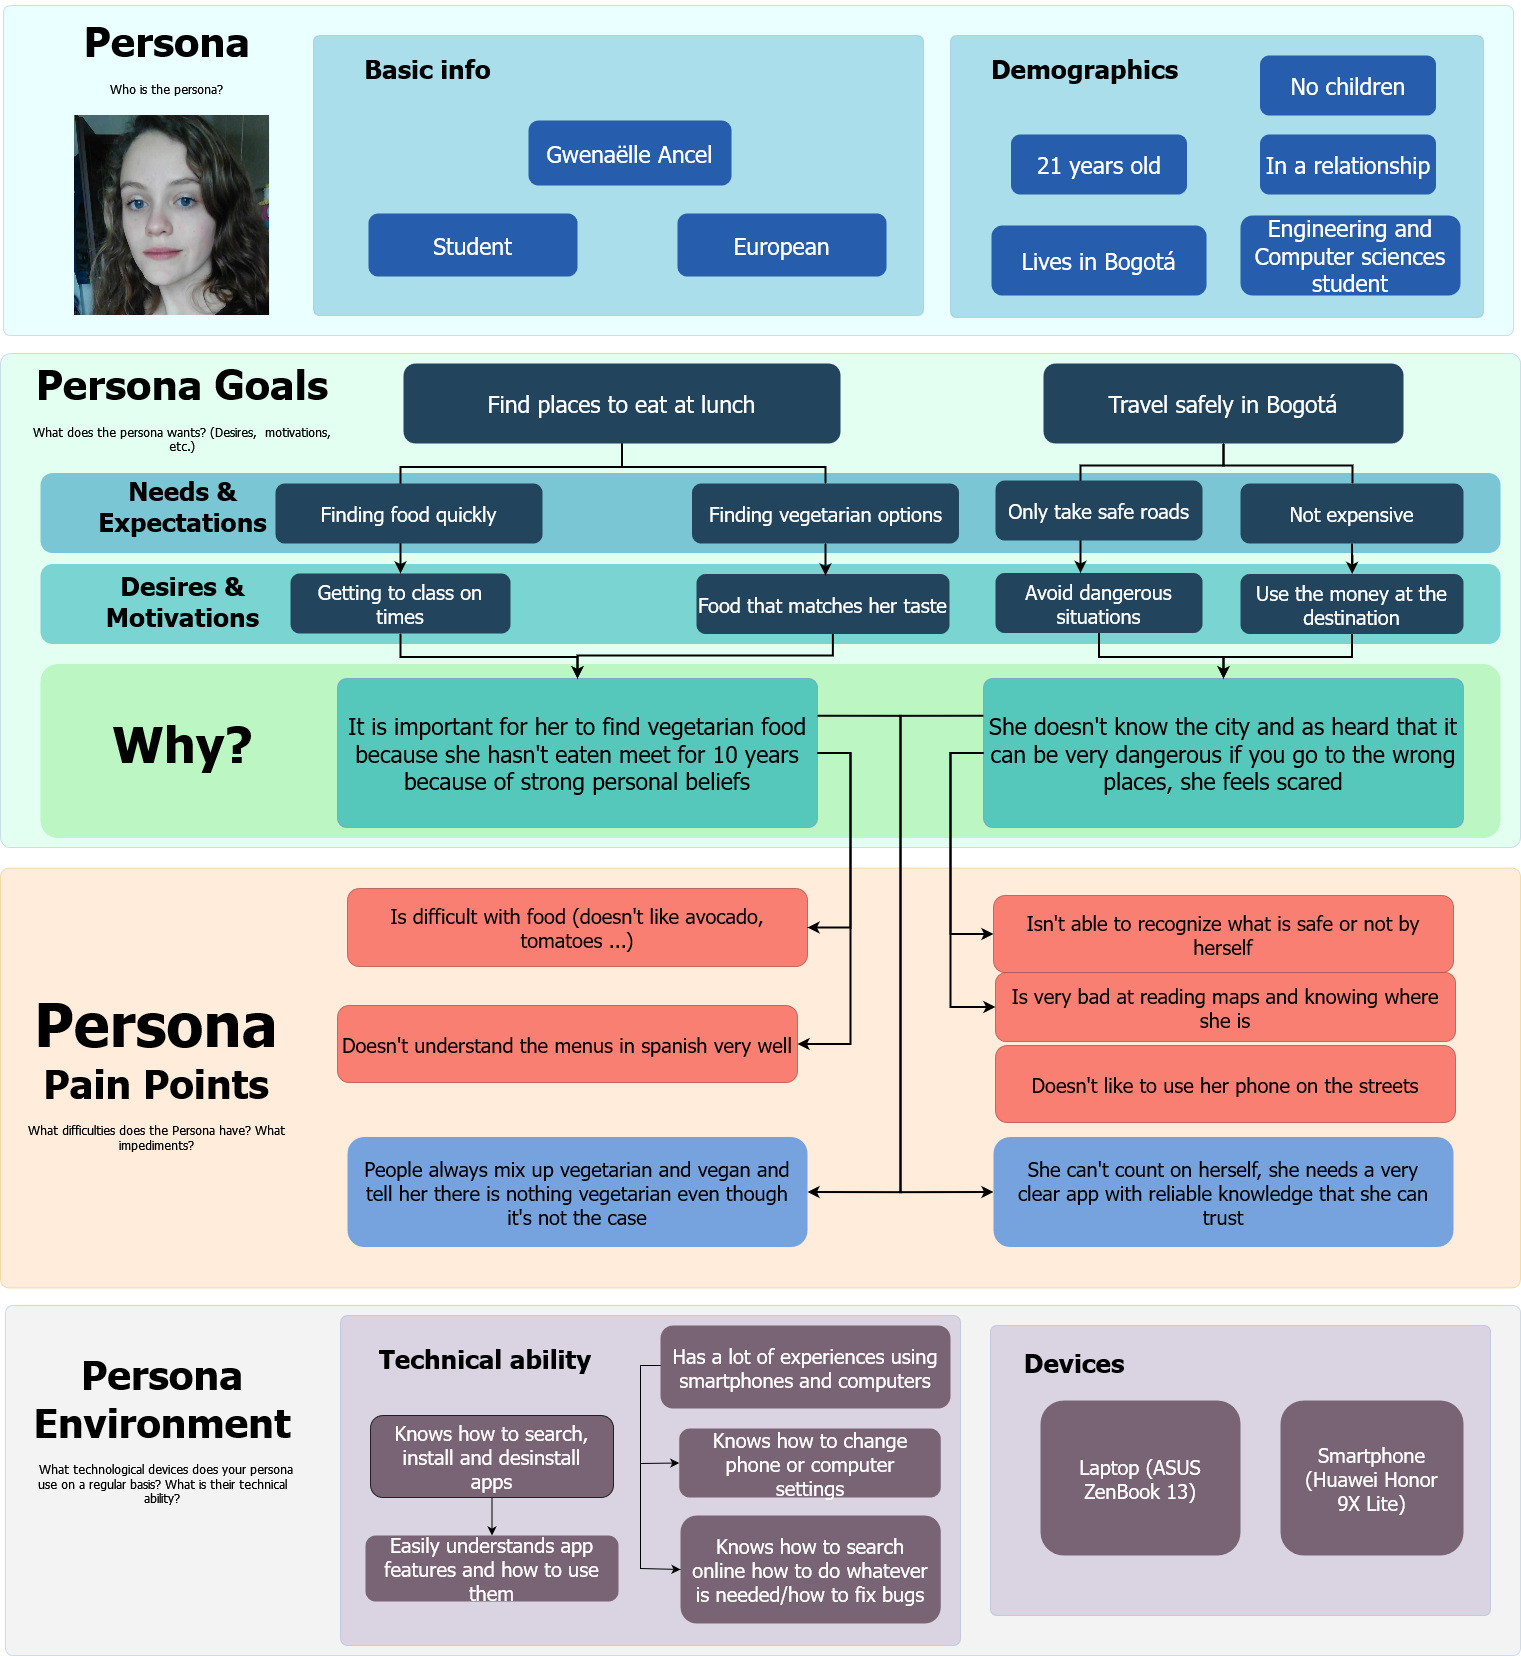 Persona
Who is the persona?
Basic info
Gwenaëlle Ancel
Student
European
Demographics
No children
21 years old
In a relationship
Lives in Bogotá
Engineering and
Computer sciences
student
Persona Goals
What does the persona wants? (Desires,  motivations,
etc.)
Find places to eat at lunch
Travel safely in Bogotá
Needs &
Expectations
Finding food quickly
Finding vegetarian options
Only take safe roads
Not expensive
Desires &
Motivations
Getting to class on
times
Food that matches her taste
Avoid dangerous
situations
Use the money at the
destination
Why?
It is important for her to find vegetarian food
because she hasn't eaten meet for 10 years
because of strong personal beliefs
She doesn't know the city and as heard that it
can be very dangerous if you go to the wrong
places, she feels scared
Persona
Pain Points
What difficulties does the Persona have? What
impediments?
Is difficult with food (doesn't like avocado,
tomatoes ...)
Doesn't understand the menus in spanish very well
People always mix up vegetarian and vegan and
tell her there is nothing vegetarian even though
it's not the case
Isn't able to recognize what is safe or not by
herself
Is very bad at reading maps and knowing where
she is
Doesn't like to use her phone on the streets
She can't count on herself, she needs a very
clear app with reliable knowledge that she can
trust
Persona
Environment
What technological devices does your persona
use on a regular basis? What is their technical
ability?
Technical ability
Knows how to search,
install and desinstall
apps
Easily understands app
features and how to use
them
Has a lot of experiences using
smartphones and computers
Knows how to change
phone or computer
settings
Knows how to search
online how to do whatever
is needed/how to fix bugs
Devices
Laptop (ASUS
ZenBook 13)
Smartphone
(Huawei Honor
9X Lite)